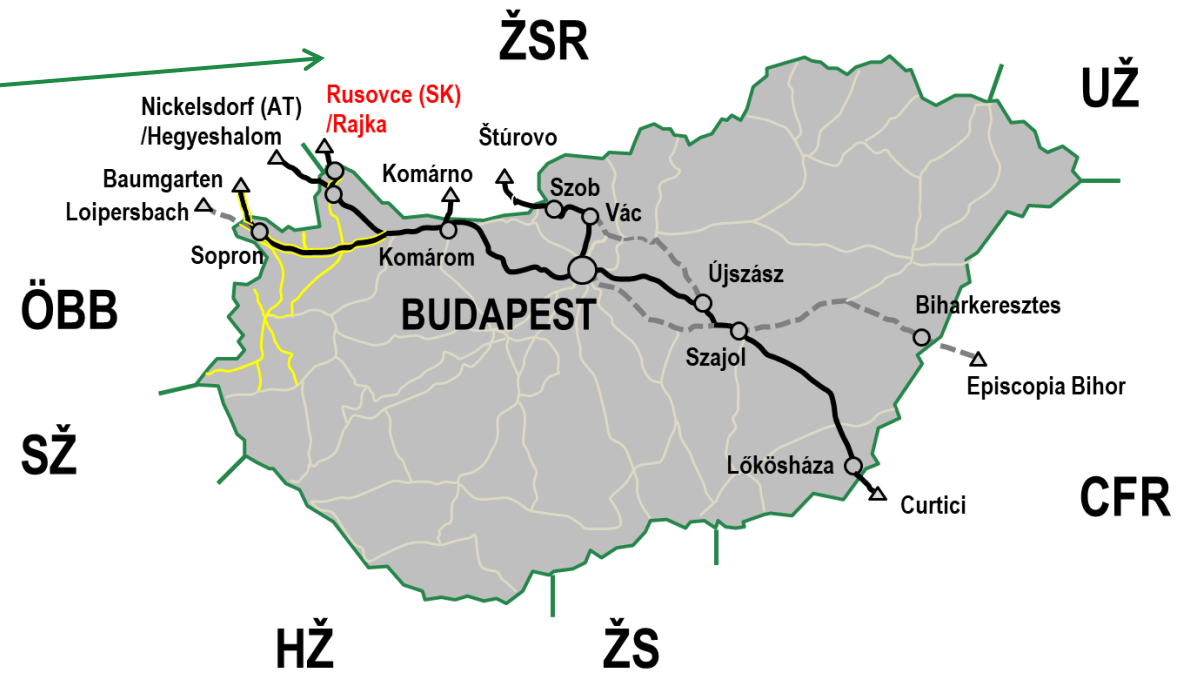 ŽSR
UŽ
Nickelsdorf (AT)
/Hegyeshalom
Rusovce (SK)
/Rajka
Štúrovo
Komárno
Baumgarten
Szob
Loipersbach
Vác
Sopron
Komárom
Újszász
ÖBB
BUDAPEST
Biharkeresztes
Szajol
Episcopia Bihor
SŽ
Lőkösháza
Curtici
CFR
HŽ
ŽS